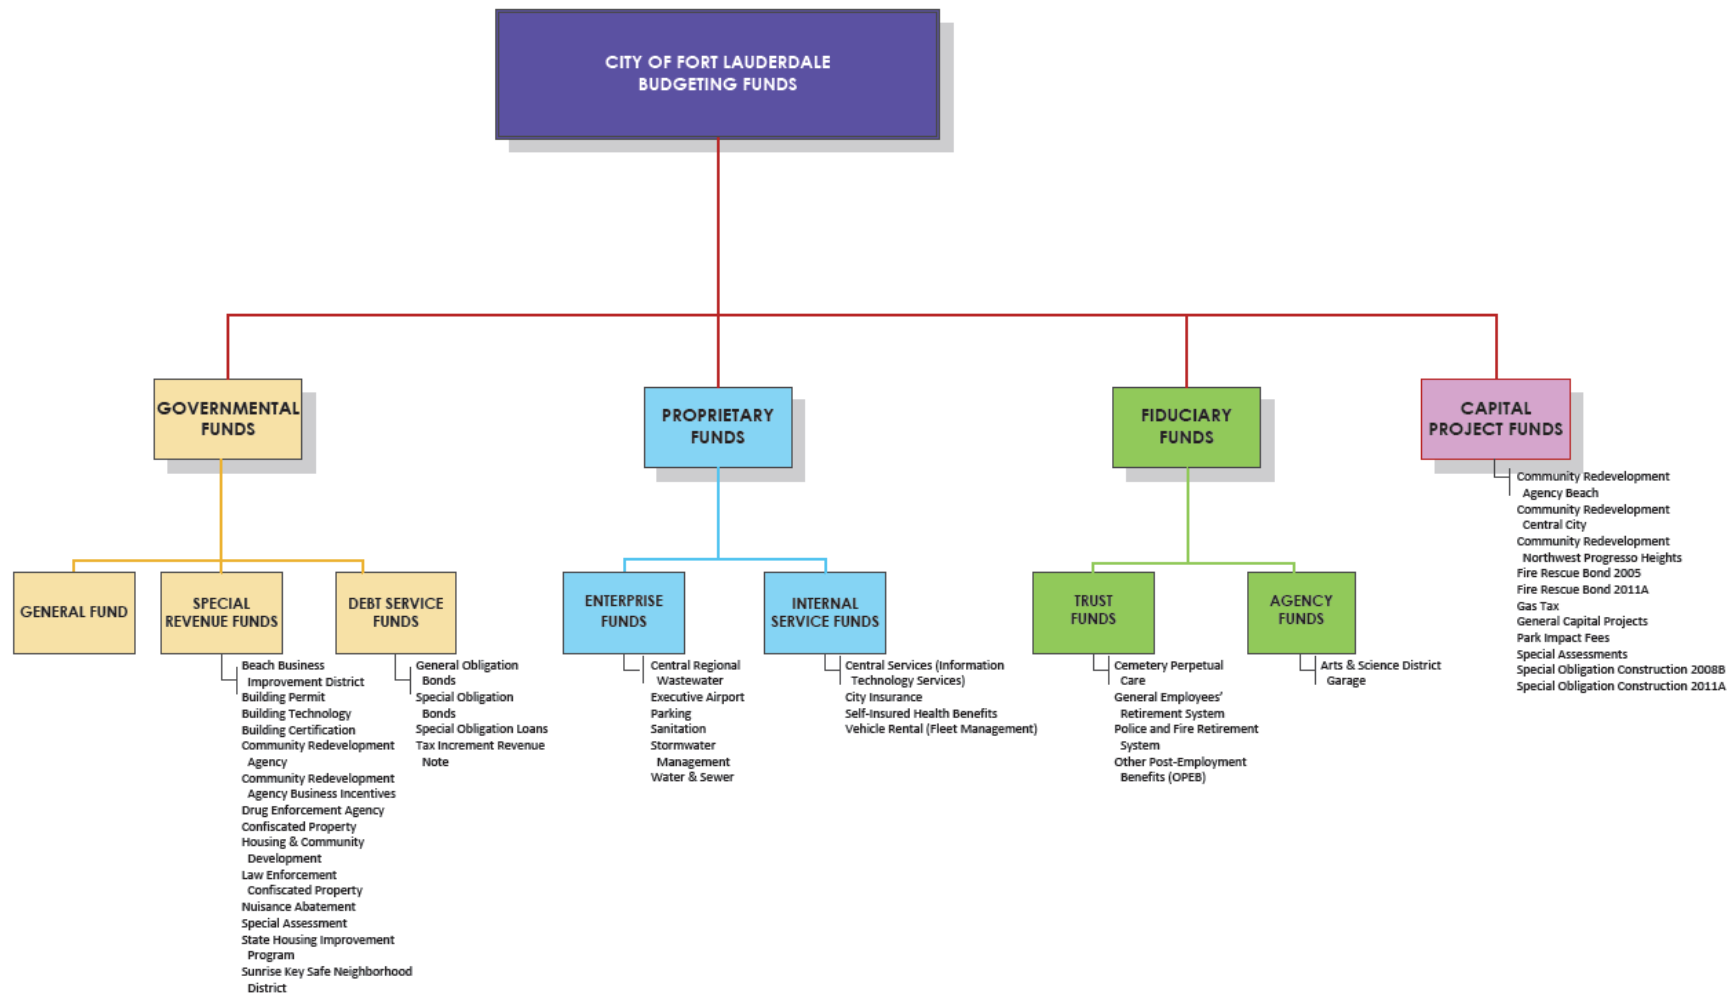 CITY OF FORT LAUDERDALE
BUDGETING FUNDS
GOVERNMENTAL
FUNDS
PROPRIETARY
FUNDS
FIDUCIARY
FUNDS
CAPITAL
PROJECT FUNDS
GENERAL FUND
SPECIAL
REVENUE FUNDS
Beach Business
Improvement District
Building Permit
Building Technology
Building Certification
Community Redevelopment
Agency
Community Redevelopment
Agency Business Incentives
Drug Enforcement Agency
Confiscated Property
Housing & Community
Development
Law Enforcement
Confiscated Property
Nuisance Abatement
Special Assessment
State Housing Improvement
Program
Sunrise Key Safe Neighborhood
District
DEBT SERVICE
FUNDS
General Obligation
Bonds
Special Obligation
Bonds
Special Obligation Loans
Tax Increment Revenue
Note
ENTERPRISE
FUNDS
Central Regional
Wastewater
Executive Airport
Parking
Sanitation
Stormwater
Management
Water & Sewer
INTERNAL
SERVICE FUNDS
Central Services (Information
Technology Services)
City Insurance
Self-Insured Health Benefits
Vehicle Rental (Fleet Management)
TRUST
FUNDS
Cemetery Perpetual
Care
General Employees'
Retirement System
Police and Fire Retirement
System
Other Post-Employment
Benefits (OPEB)
AGENCY
FUNDS
Arts & Science District
Garage
Community Redevelopment
Agency Beach
Community Redevelopment
Central City
Community Redevelopment
Northwest Progresso Heights
Fire Rescue Bond 2005
Fire Rescue Bond 2011A
Gas Tax
General Capital Projects
Park Impact Fees
Special Assessments
Special Obligation Construction 2008B
Special Obligation Construction 2011A